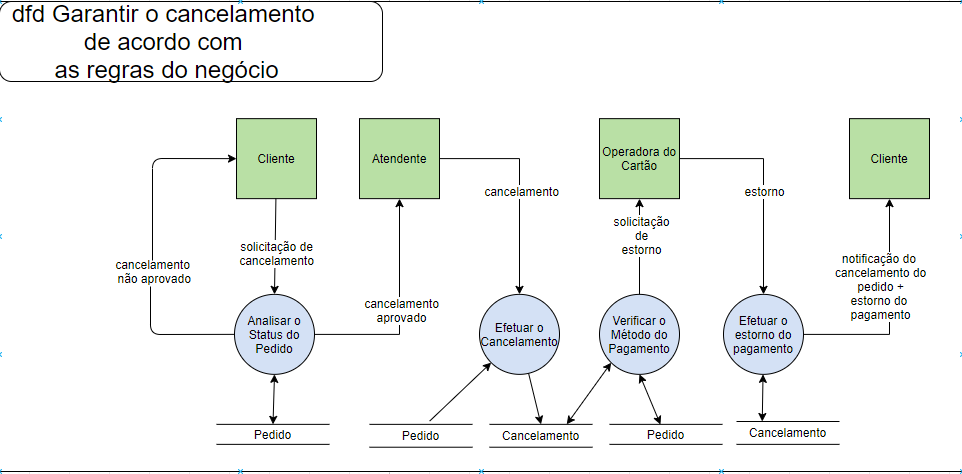 dfd Garantir o cancelamento
de acordo com
as regras do negócio
Cliente
Atendente
Operadora do
Cartão
Cliente
cancelamento
estorno
solicitação de
cancelamento
solicitação
de
estorno
cancelamento
não aprovado
notificação do
cancelamento do
pedido +
estorno do
pagamento
cancelamento
aprovado
Analisar o
Status do
Pedido
Efetuar o
Cancelamento
Verificar o
Método do
Pagamento
Efetuar o
estorno do
pagamento
Pedido
Pedido
Cancelamento
Pedido
Cancelamento